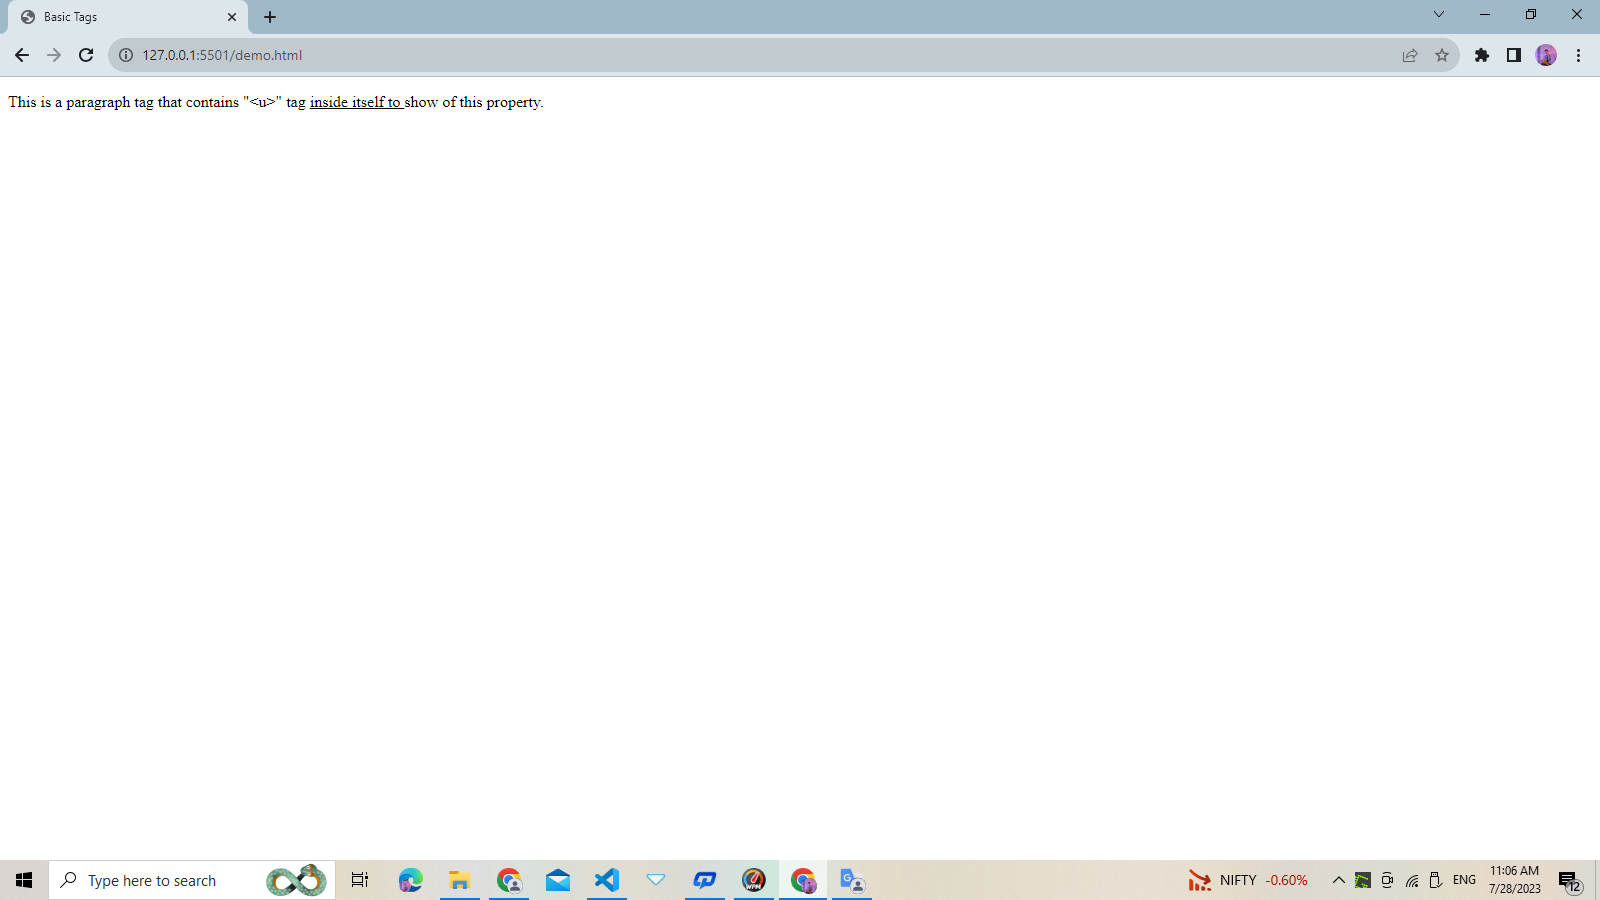 Basic Tags
127.0.0.1:5501/demo.html
This is a paragraph tag that contains "<u>" tag inside itself to show of this property.
Type here to search
WPM
G
NIFTY -0.60%
ENG
11:06 AM
7/28/2023
12